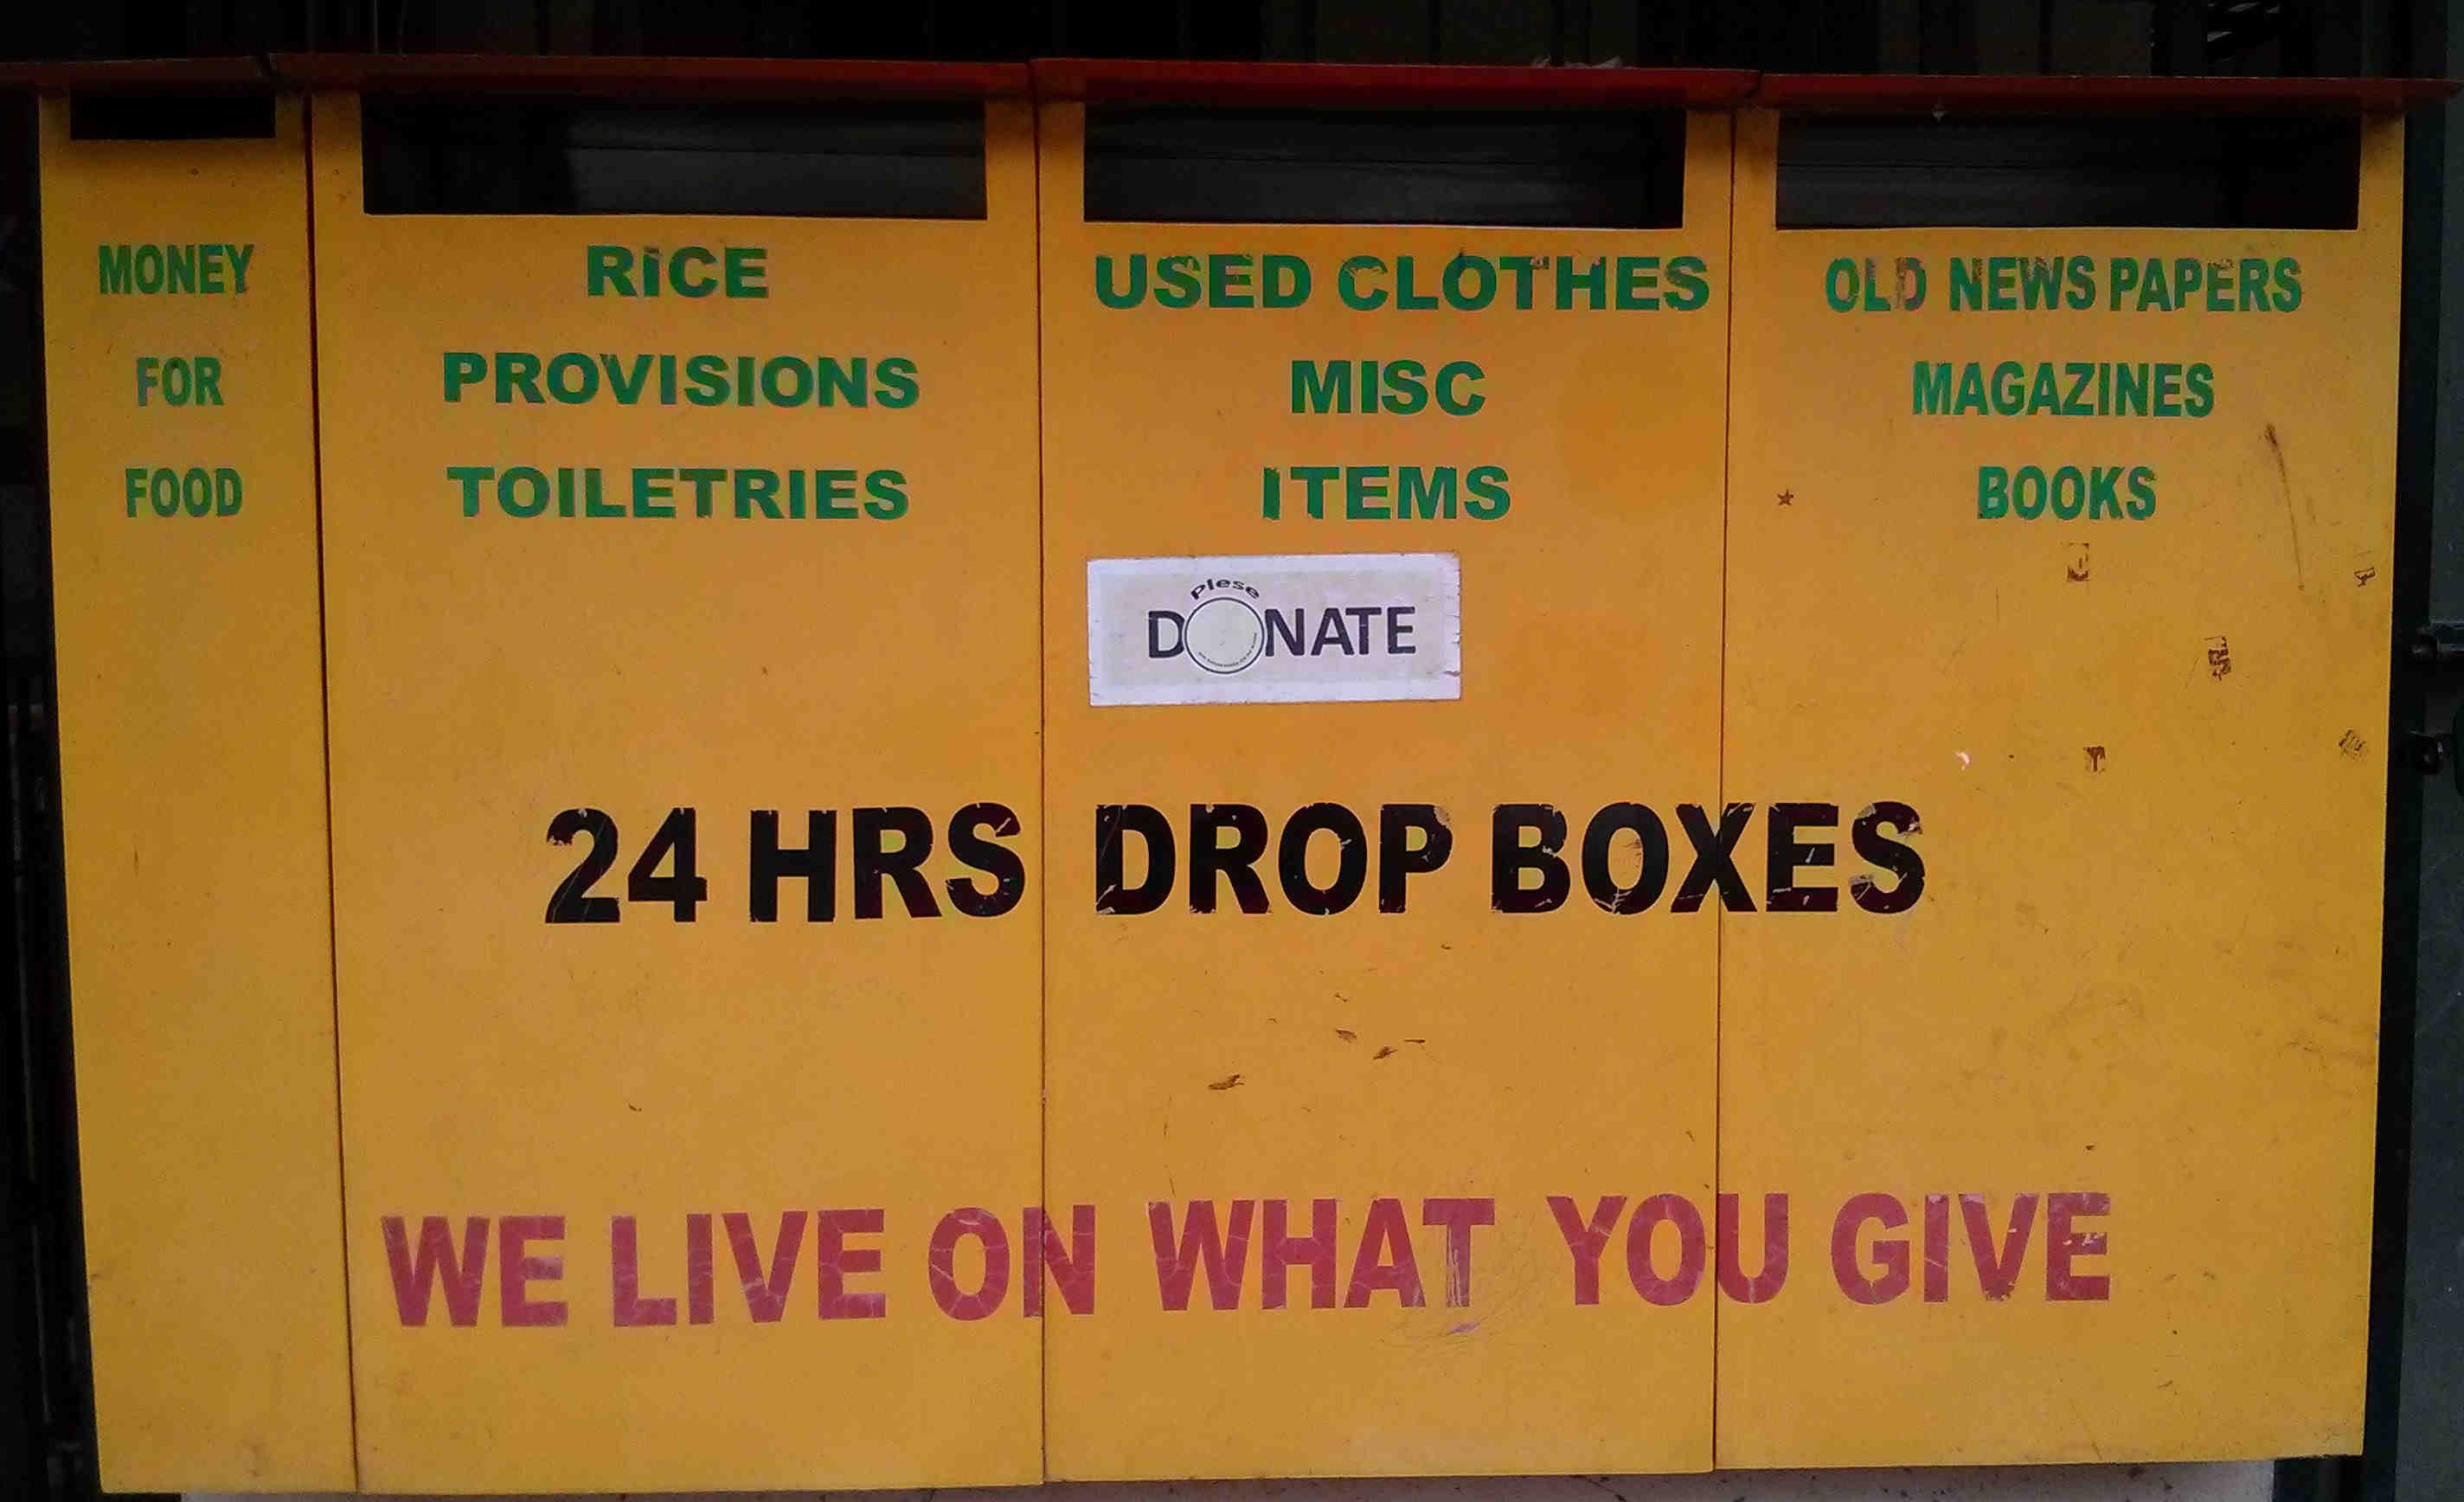 MONEY
FOR
FOOD
RICE
PROVISIONS
TOILETRIES
USED CLOTHES
MISC
ITEMS
OLD NEWS PAPERS
MAGAZINES
BOOKS
Plese
DONATE
24 HRS DROP BOXES
WE LIVE ON WHAT YOU GIVE